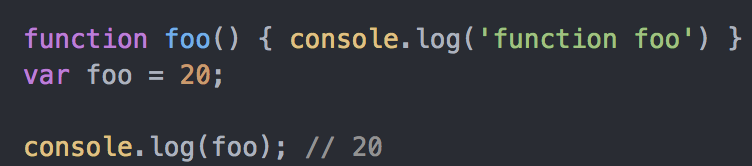 function foo() { console.log('function foo') }
var foo = 20;
console.log(foo); // 20